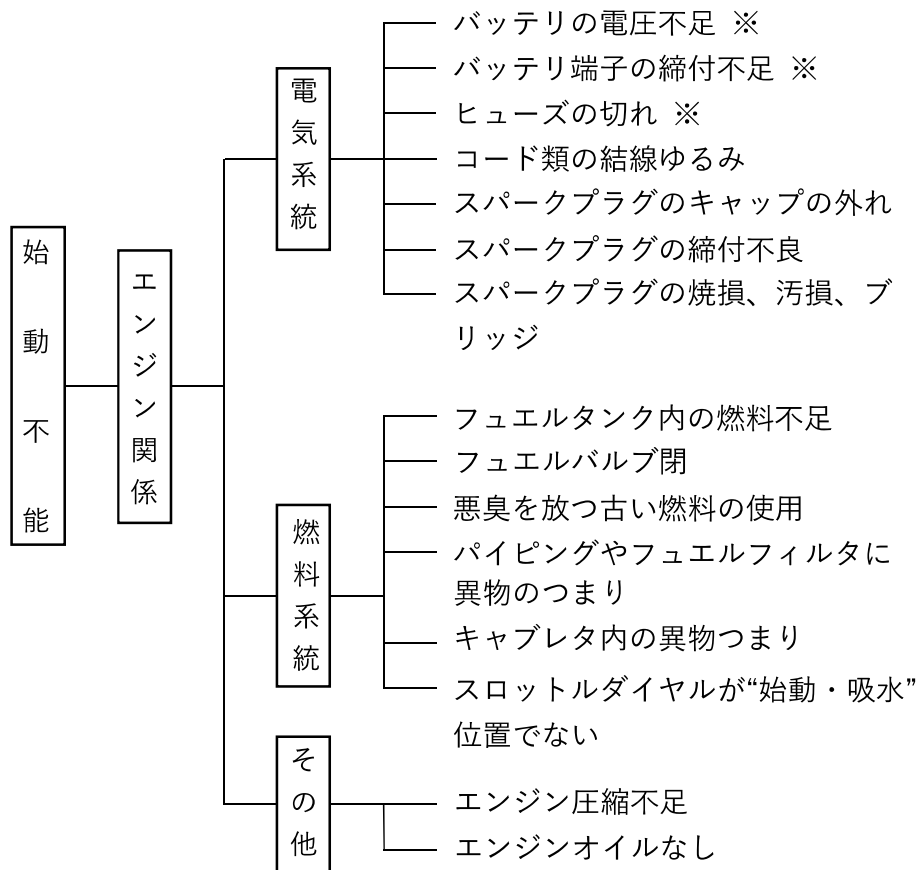 始動不能
エンジン関係
電気系統
バッテリの電圧不足 ※
バッテリ端子の締付不足 ※
ヒューズの切れ ※
コード類の結線ゆるみ
スパークプラグのキャップの外れ
スパークプラグの締付不良
スパークプラグの焼損、汚損、ブ
リッジ
燃料系統
フュエルタンク内の燃料不足
フュエルバルブ閉
悪臭を放つ古い燃料の使用
パイピングやフュエルフィルタに
異物のつまり
キャブレタ内の異物つまり
スロットルダイヤルが“始動・吸水”
位置でない
その他
エンジン圧縮不足
エンジンオイルなし